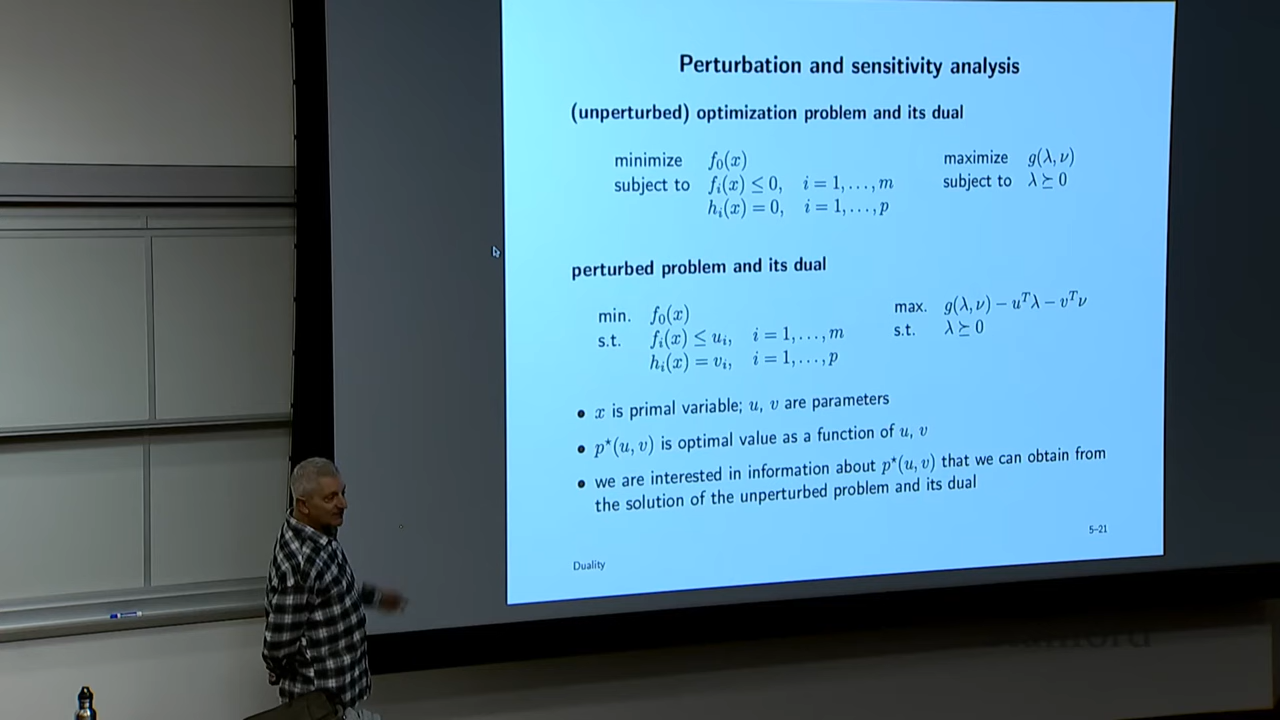 Perturbation and sensitivity analysis
(unperturbed) optimization problem and its dual
minimize f₀(x)
subject to fᵢ(x) ≤ 0, i = 1, . . . , m
hᵢ(x) = 0, i = 1, . . . , p
maximize g(λ, ν)
subject to λ ⪰ 0
perturbed problem and its dual
min. f₀(x)
s.t. fᵢ(x) ≤ uᵢ, i = 1, . . . , m
hᵢ(x) = vᵢ, i = 1, . . . , p
max. g(λ, ν) − uᵀλ − vᵀν
s.t. λ ⪰ 0
• x is primal variable; u, v are parameters
• p⋆(u, v) is optimal value as a function of u, v
• we are interested in information about p⋆(u, v) that we can obtain from
the solution of the unperturbed problem and its dual
5–21
Duality